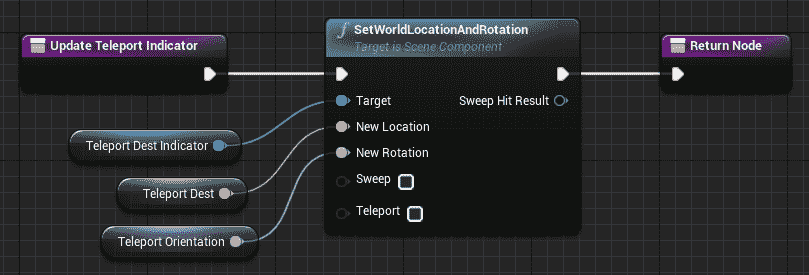 Update Teleport Indicator
f SetWorldLocationAndRotation
Target is Scene Component
Return Node
Target
Sweep Hit Result
New Location
New Rotation
Sweep
Teleport
Teleport Dest Indicator
Teleport Dest
Teleport Orientation